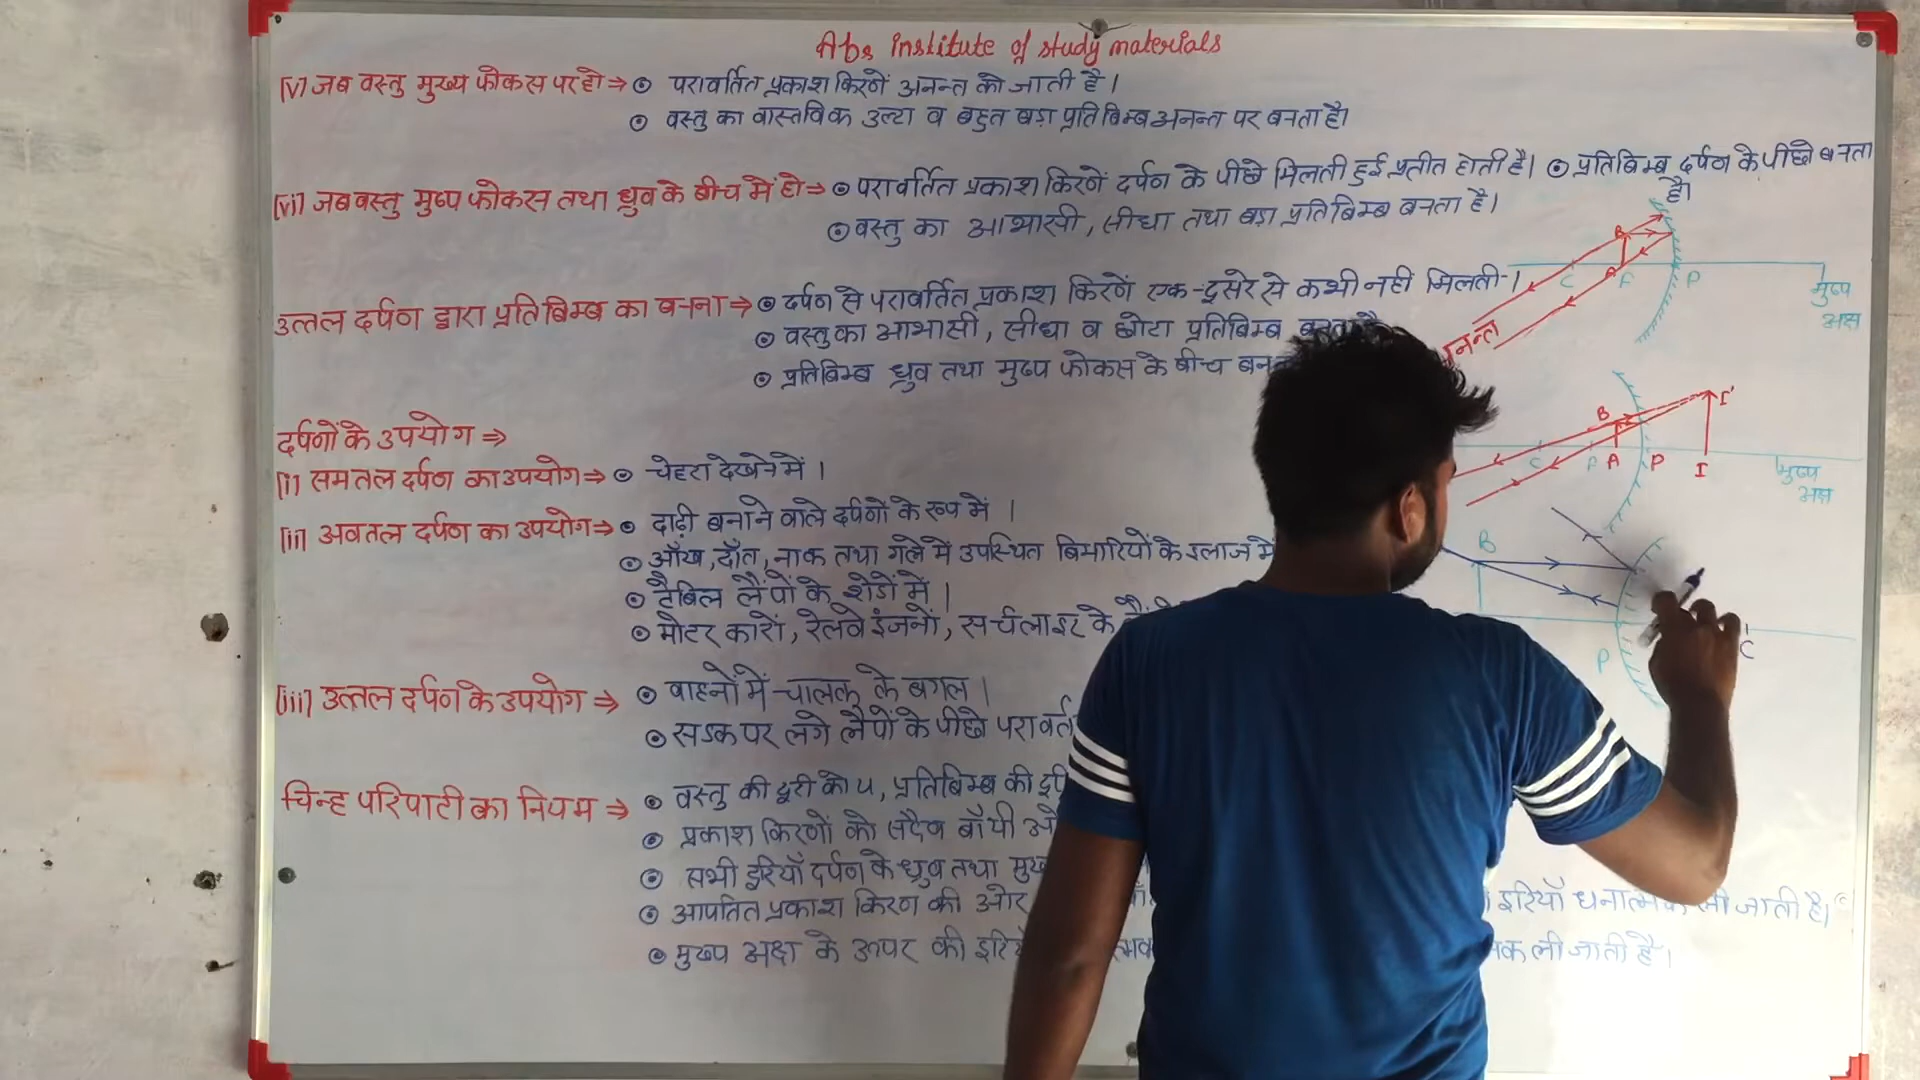 Abs institute of study materials
(v) जब वस्तु मुख्य फोकस पर हो ⇒ ⊙ परावर्तित प्रकाश किरणें अनन्त को जाती है।
⊙ वस्तु का वास्तविक उल्टा व बहुत बड़ा प्रतिबिम्ब अनन्त पर बनता है।
(vi) जब वस्तु मुख्य फोकस तथा ध्रुव के बीच में हो ⇒ ⊙ परावर्तित प्रकाश किरणें दर्पण के पीछे मिलती हुई प्रतीत होती है। ⊙ प्रतिबिम्ब दर्पण के पीछे बनता है।
⊙ वस्तु का आभासी, सीधा तथा बड़ा प्रतिबिम्ब बनता है।
उत्तल दर्पण द्वारा प्रतिबिम्ब का बनना ⇒ ⊙ दर्पण से परावर्तित प्रकाश किरणें एक-दुसरे से कभी नहीं मिलती।
⊙ वस्तु का आभासी, सीधा व छोटा प्रतिबिम्ब
⊙ प्रतिबिम्ब ध्रुव तथा मुख्य फोकस के बीच
दर्पणों के उपयोग ⇒
(i) समतल दर्पण का उपयोग ⇒ ⊙ चेहरा देखने में।
(ii) अवतल दर्पण का उपयोग ⇒ ⊙ दाढ़ी बनाने वाले दर्पणों के रूप में।
⊙ आँख, दाँत, नाक तथा गले में उपस्थित बिमारियों के इलाज में
⊙ टैबिल लैंपों के शेडों में।
⊙ मोटर कारों, रेलवे इंजनों, सर्चलाइट के
(iii) उत्तल दर्पण के उपयोग ⇒ ⊙ वाहनों में चालक के बगल।
⊙ सडक पर लगे लैंपों के पीछे
चिन्ह परिपाटी का नियम ⇒ ⊙ वस्तु की दूरी को u, प्रतिबिम्ब की
⊙ प्रकाश किरणों को सदैव बाँयी
⊙ सभी दूरियाँ दर्पण के ध्रुव तथा
⊙ आपतित प्रकाश किरण की ओर दूरियाँ धनात्मक ली जाती है।
⊙ मुख्य अक्ष के ऊपर की ली जाती है।
B
A
C
F
P
मुख्य
अक्ष
B
I'
C
F
A
P
I
मुख्य
अक्ष
B
P
C